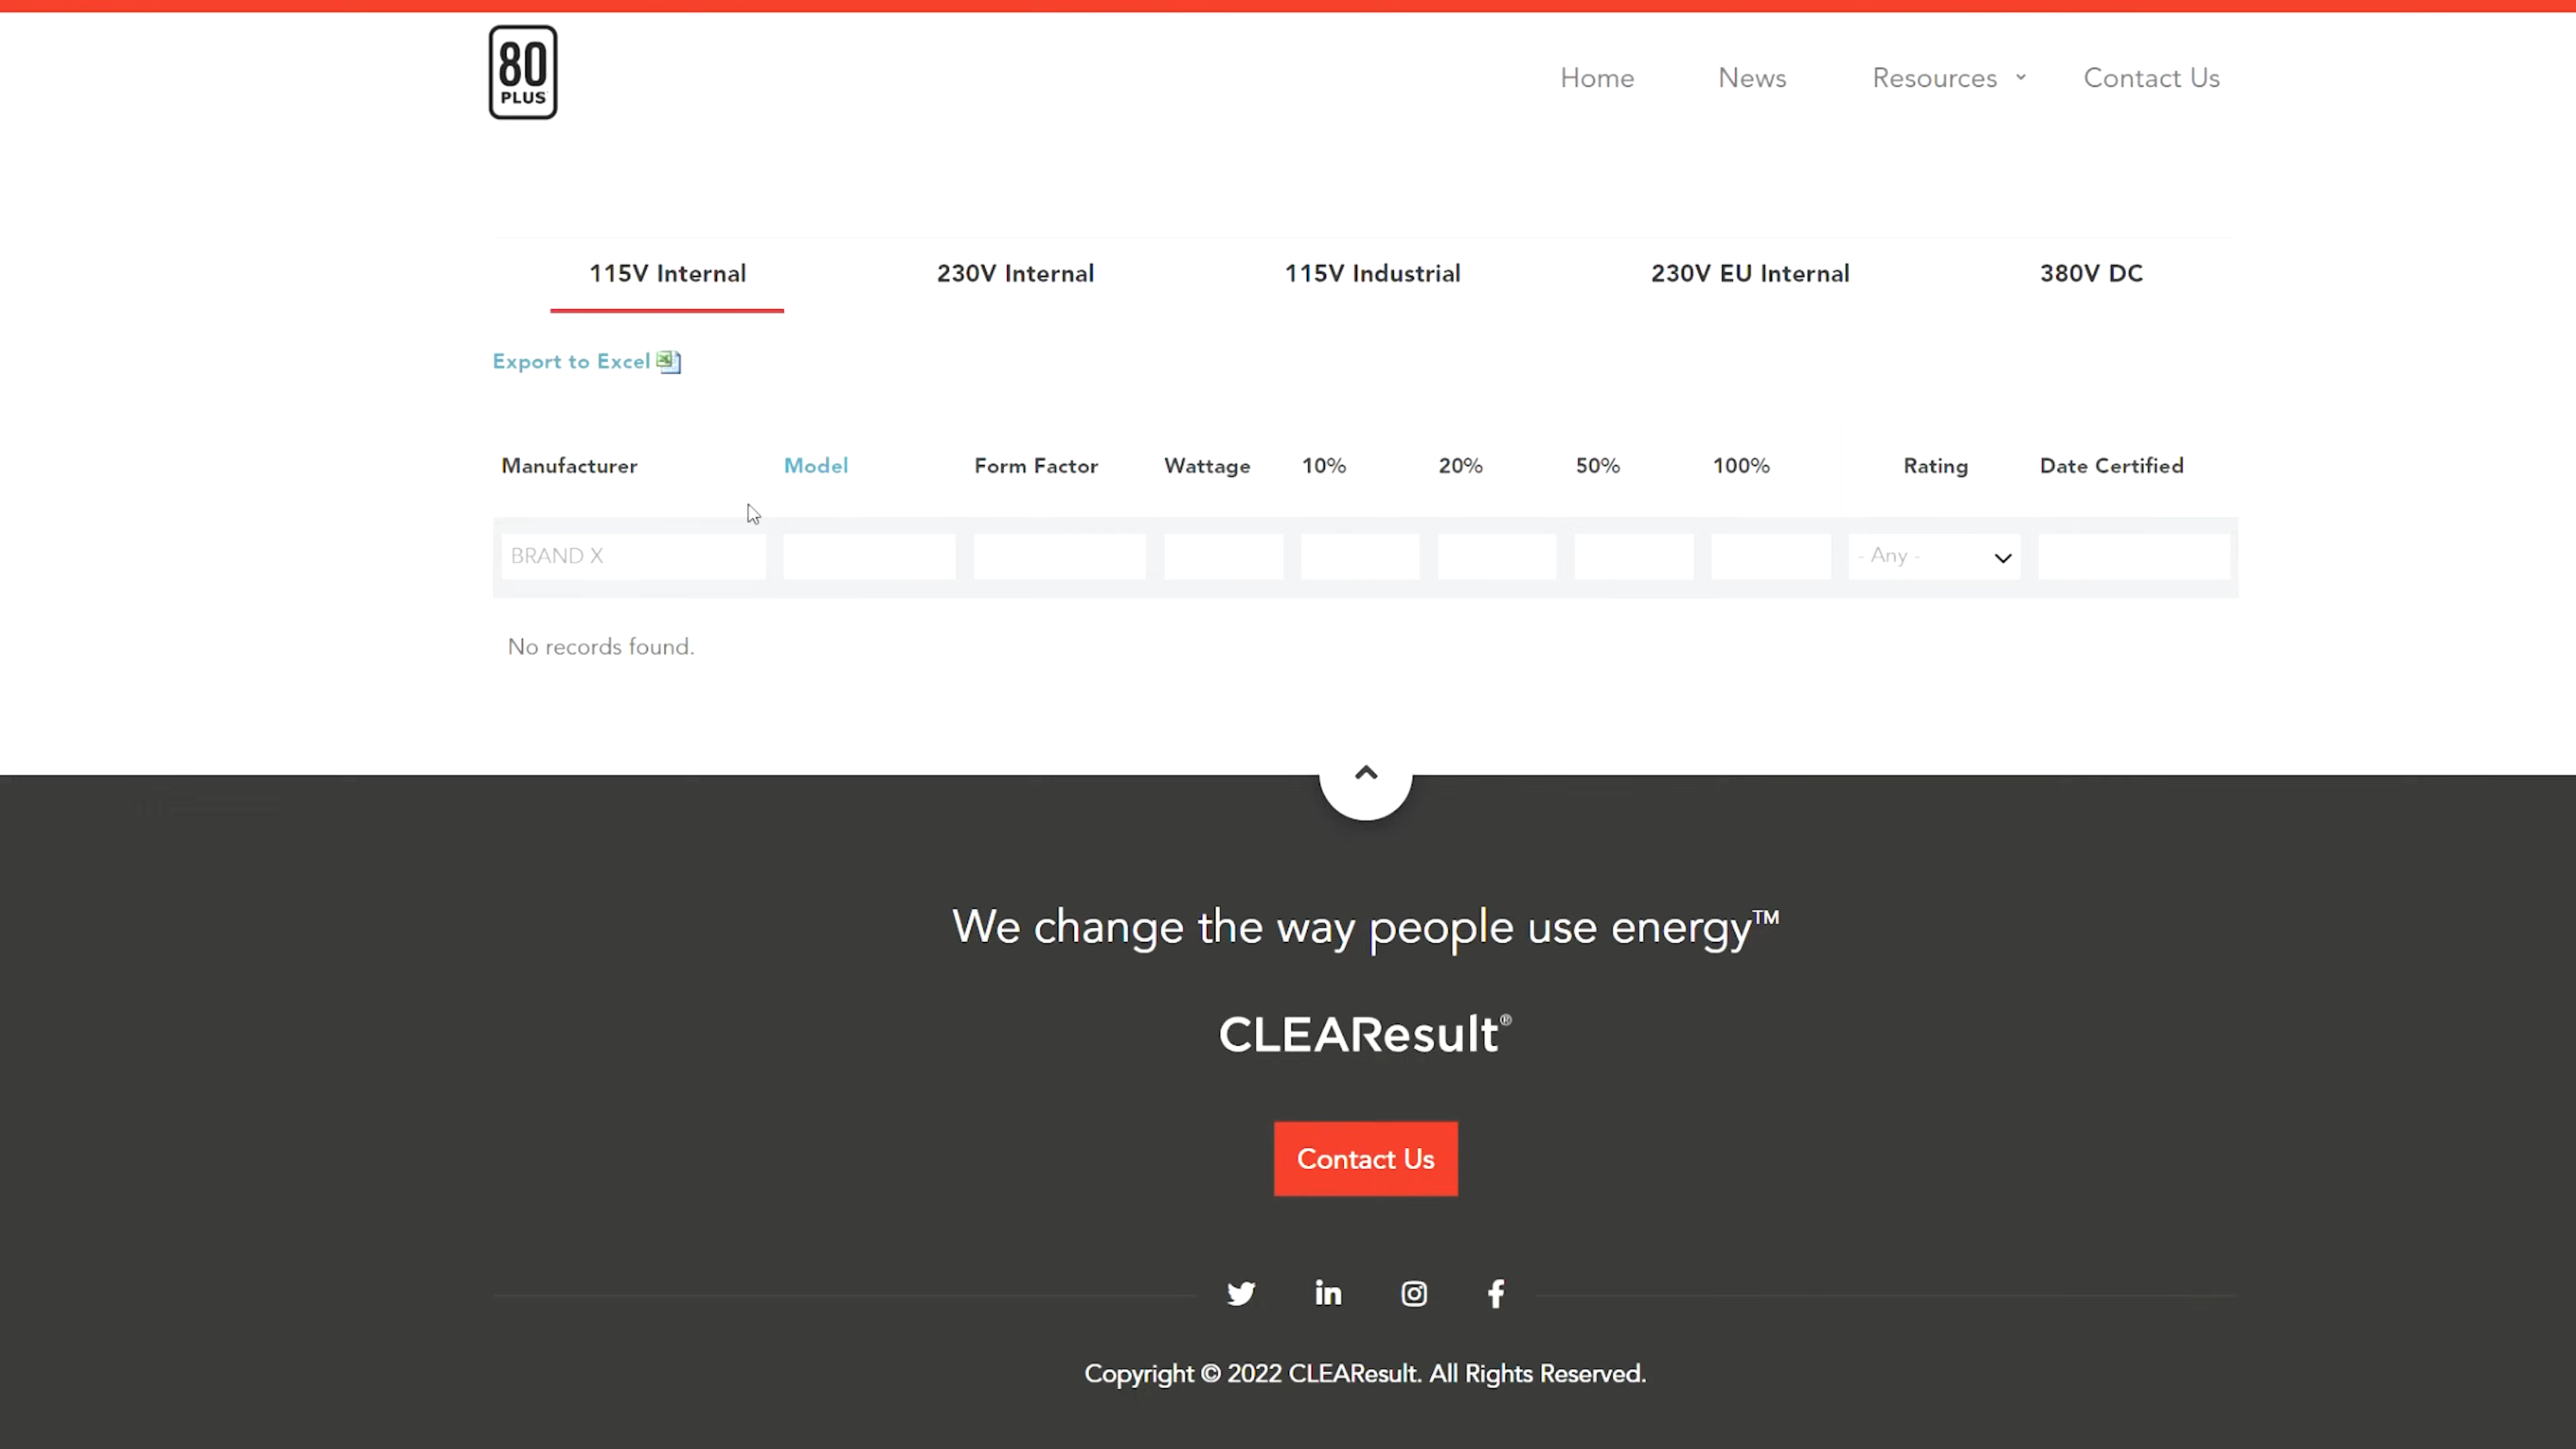 80
PLUS
Home News Resources Contact Us
115V Internal 230V Internal 115V Industrial 230V EU Internal 380V DC
Export to Excel
Manufacturer Model Form Factor Wattage 10% 20% 50% 100% Rating Date Certified
BRAND X - Any -
No records found.
We change the way people use energy™
CLEAResult®
Contact Us
Copyright © 2022 CLEAResult. All Rights Reserved.